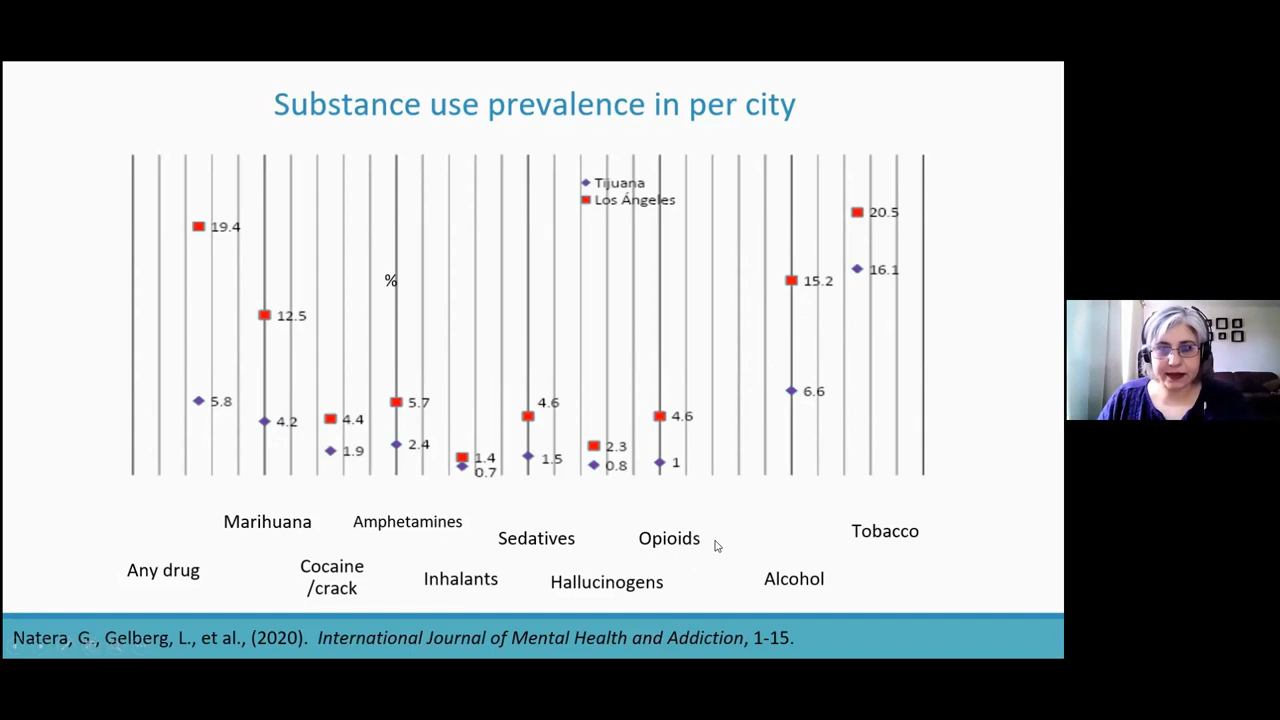 Substance use prevalence in per city
Tijuana
Los Ángeles
20.5
19.4
16.1
%
15.2
12.5
6.6
5.8
4.2
4.4
1.9
5.7
2.4
1.4
0.7
4.6
1.5
2.3
0.8
4.6
1
Marihuana
Amphetamines
Sedatives
Opioids
Tobacco
Any drug
Cocaine
/crack
Inhalants
Hallucinogens
Alcohol
Natera, G., Gelberg, L., et al., (2020). International Journal of Mental Health and Addiction, 1-15.